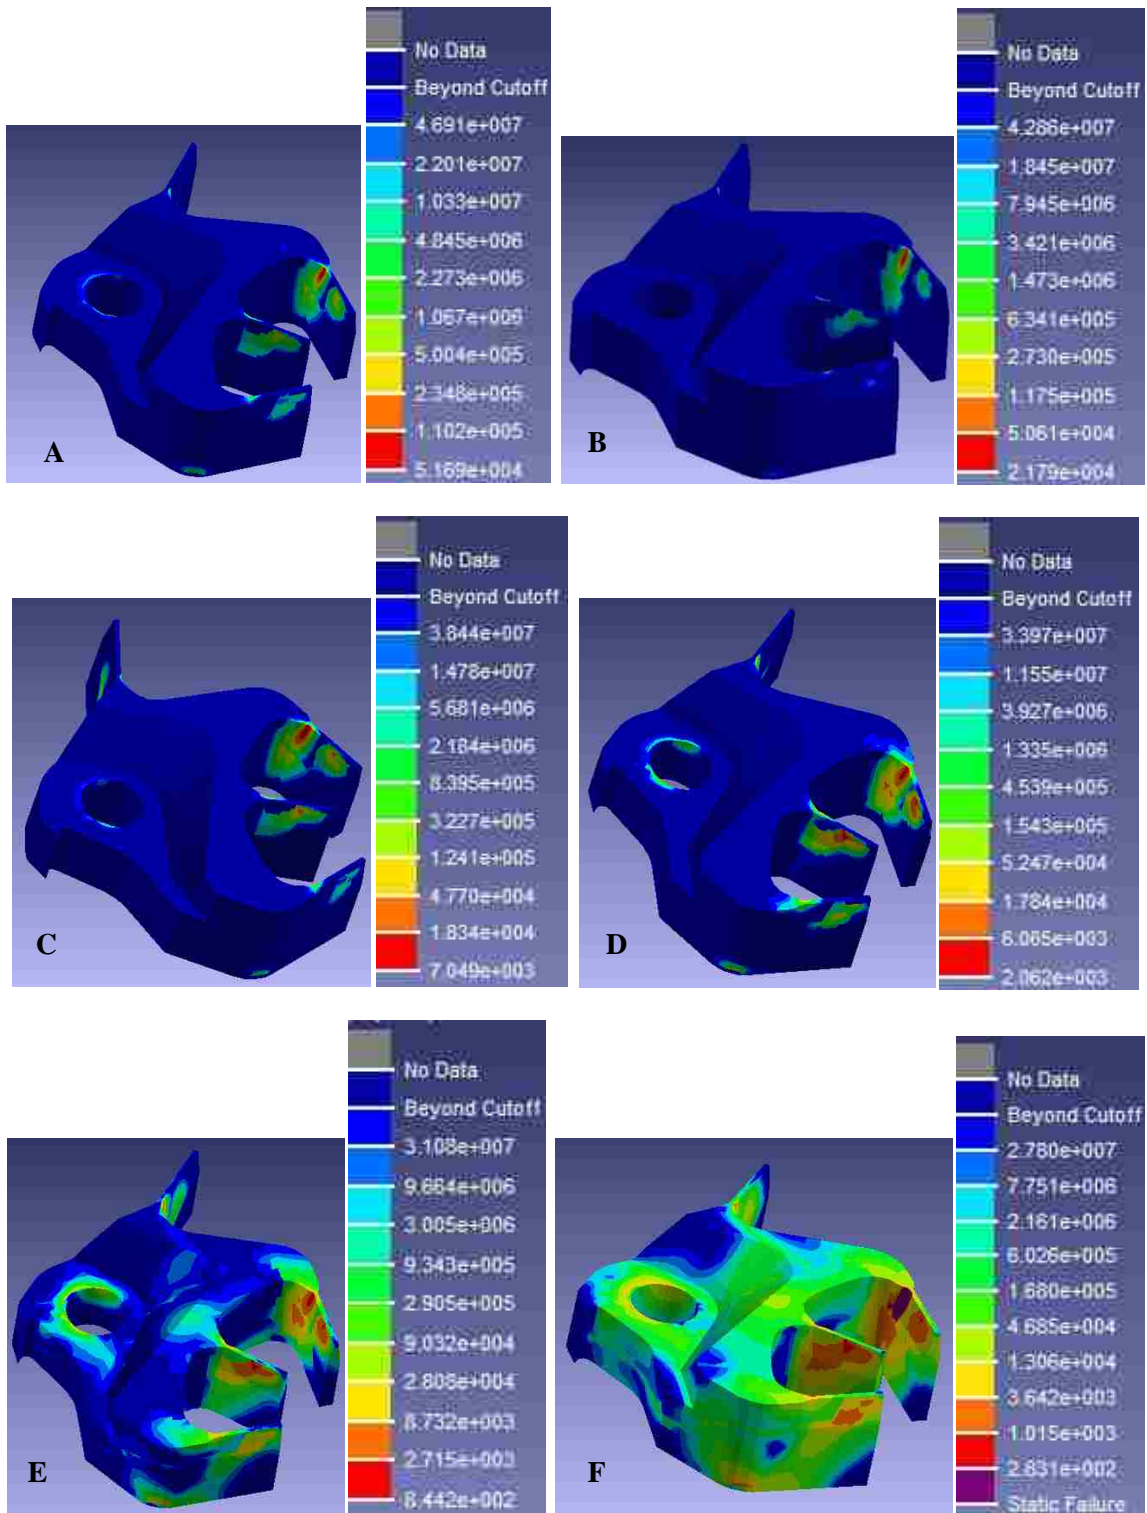 No Data
Beyond Cutoff
4.691e+007
2.201e+007
1.033e+007
4.845e+006
2.273e+006
1.067e+006
5.004e+005
2.348e+005
1.102e+005
5.169e+004
A
No Data
Beyond Cutoff
4.286e+007
1.845e+007
7.945e+006
3.421e+006
1.473e+006
6.341e+005
2.730e+005
1.175e+005
5.061e+004
2.179e+004
B
No Data
Beyond Cutoff
3.844e+007
1.478e+007
5.681e+006
2.184e+006
8.395e+005
3.227e+005
1.241e+005
4.770e+004
1.834e+004
7.049e+003
C
No Data
Beyond Cutoff
3.397e+007
1.155e+007
3.927e+006
1.335e+006
4.539e+005
1.543e+005
5.247e+004
1.784e+004
6.065e+003
2.062e+003
D
No Data
Beyond Cutoff
3.108e+007
9.664e+006
3.005e+006
9.343e+005
2.905e+005
9.032e+004
2.808e+004
8.732e+003
2.715e+003
8.442e+002
E
No Data
Beyond Cutoff
2.780e+007
7.751e+006
2.161e+006
6.026e+005
1.680e+005
4.685e+004
1.306e+004
3.642e+003
1.015e+003
2.831e+002
Static Failure
F